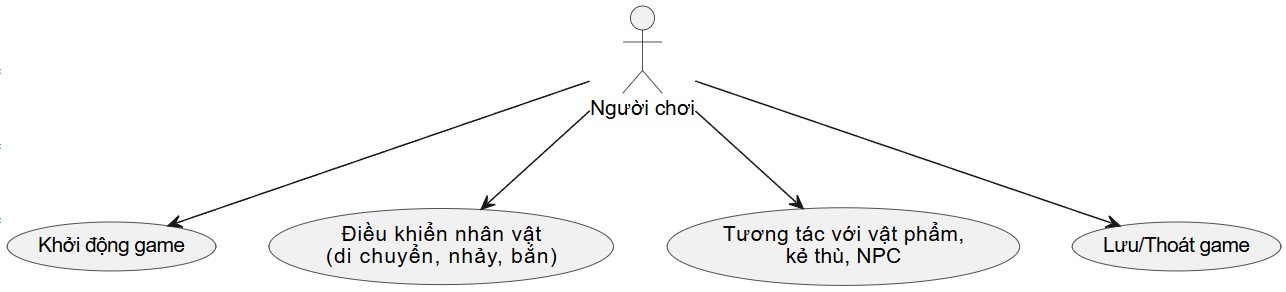 Người chơi
Khởi động game
Điều khiển nhân vật
(di chuyển, nhảy, bắn)
Tương tác với vật phẩm,
kẻ thù, NPC
Lưu/Thoát game